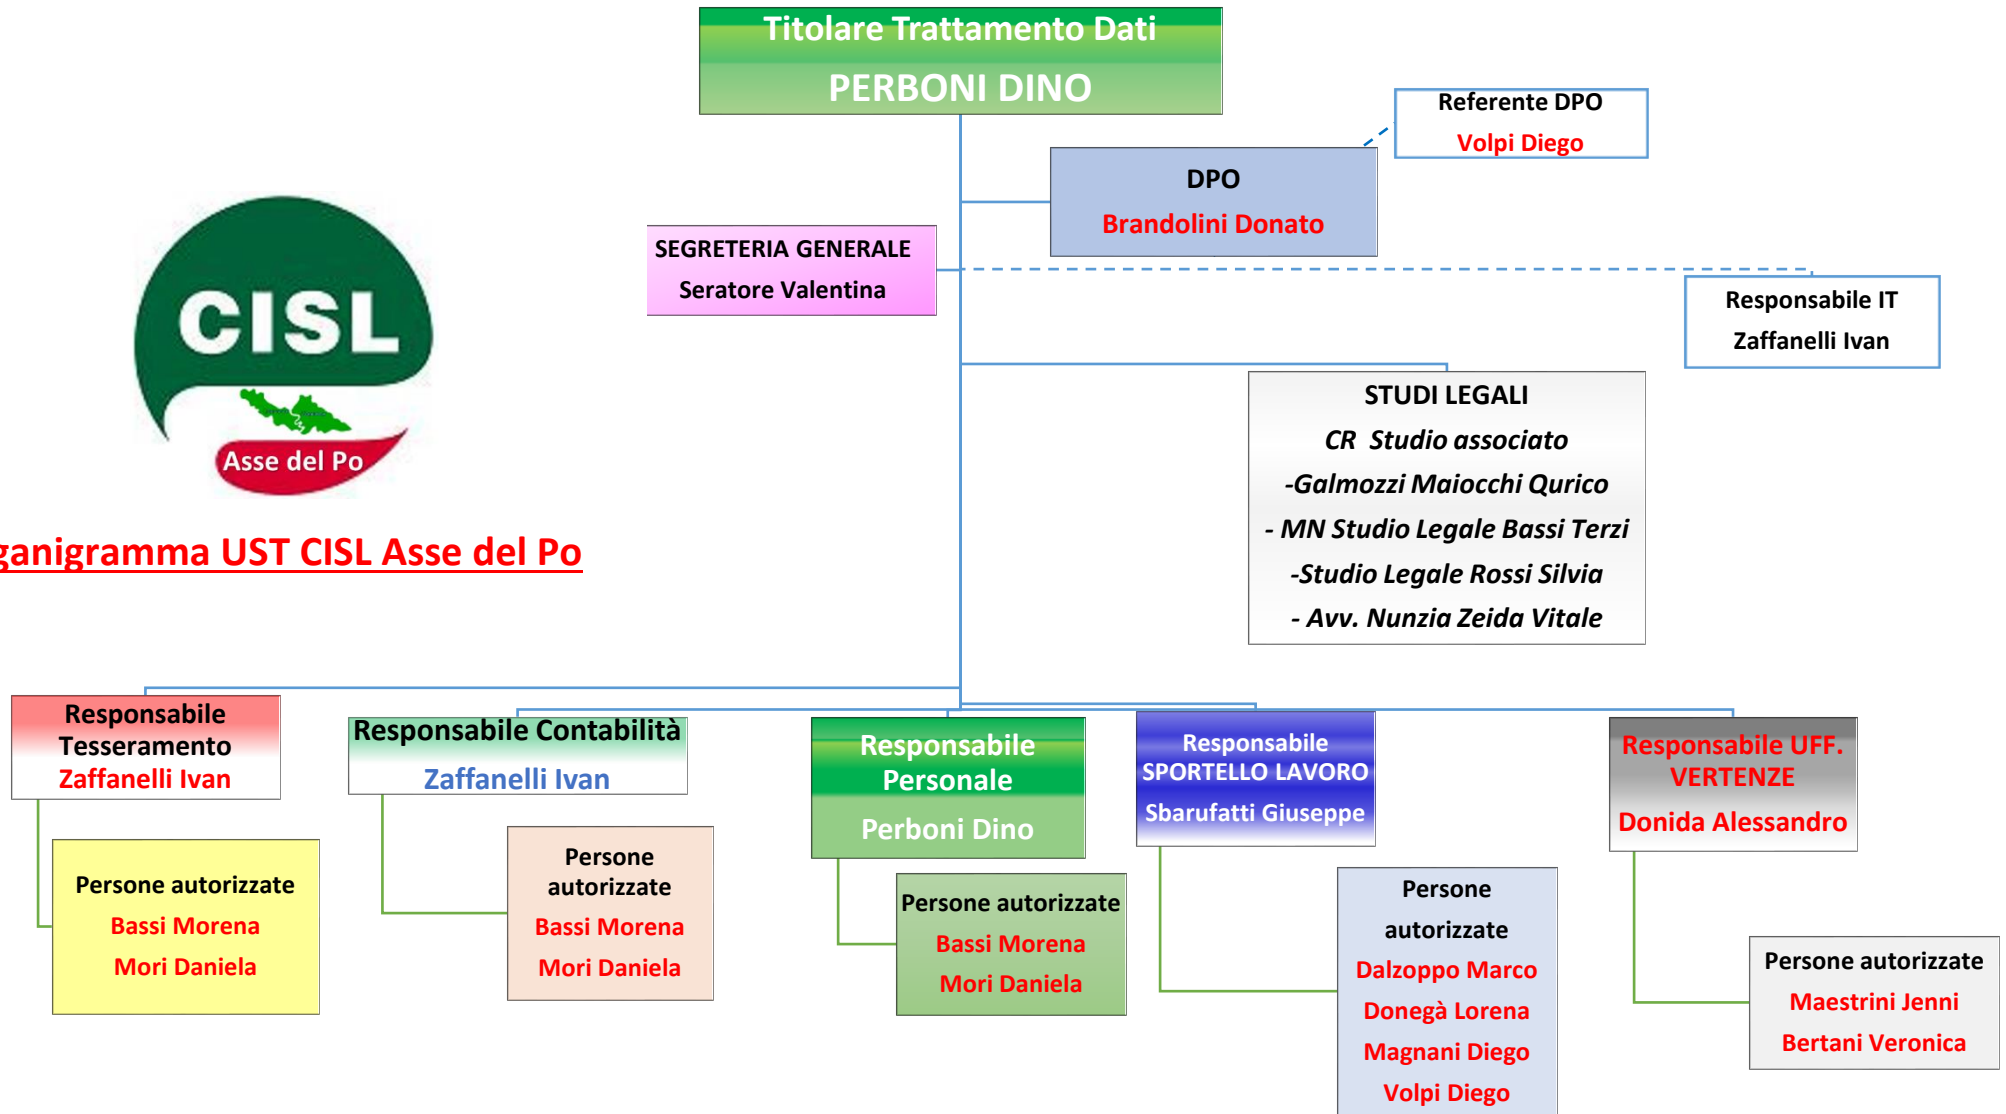 Titolare Trattamento Dati
PERBONI DINO
Referente DPO
Volpi Diego
DPO
Brandolini Donato
SEGRETERIA GENERALE
Seratore Valentina
Responsabile IT
Zaffanelli Ivan
CISL
Asse del Po
ganigramma UST CISL Asse del Po
STUDI LEGALI
CR Studio associato
-Galmozzi Maiocchi Qurico
- MN Studio Legale Bassi Terzi
-Studio Legale Rossi Silvia
- Avv. Nunzia Zeida Vitale
Responsabile
Tesseramento
Zaffanelli Ivan
Persone autorizzate
Bassi Morena
Mori Daniela
Responsabile Contabilità
Zaffanelli Ivan
Persone
autorizzate
Bassi Morena
Mori Daniela
Responsabile
Personale
Perboni Dino
Persone autorizzate
Bassi Morena
Mori Daniela
Responsabile
SPORTELLO LAVORO
Sbarufatti Giuseppe
Persone
autorizzate
Dalzoppo Marco
Donegà Lorena
Magnani Diego
Volpi Diego
Responsabile UFF.
VERTENZE
Donida Alessandro
Persone autorizzate
Maestrini Jenni
Bertani Veronica